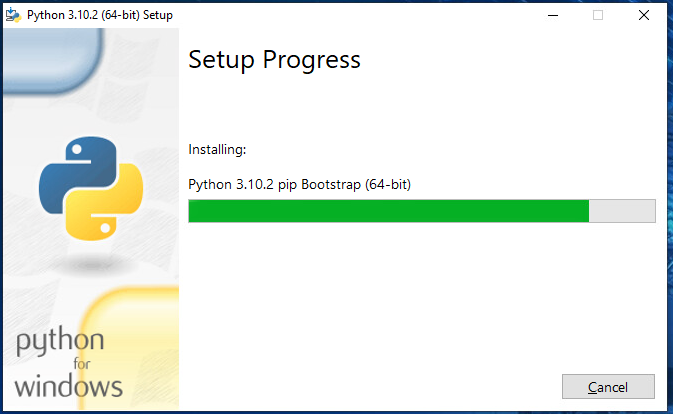 Python 3.10.2 (64-bit) Setup
Setup Progress
Installing:
Python 3.10.2 pip Bootstrap (64-bit)
python
for
windows
Cancel